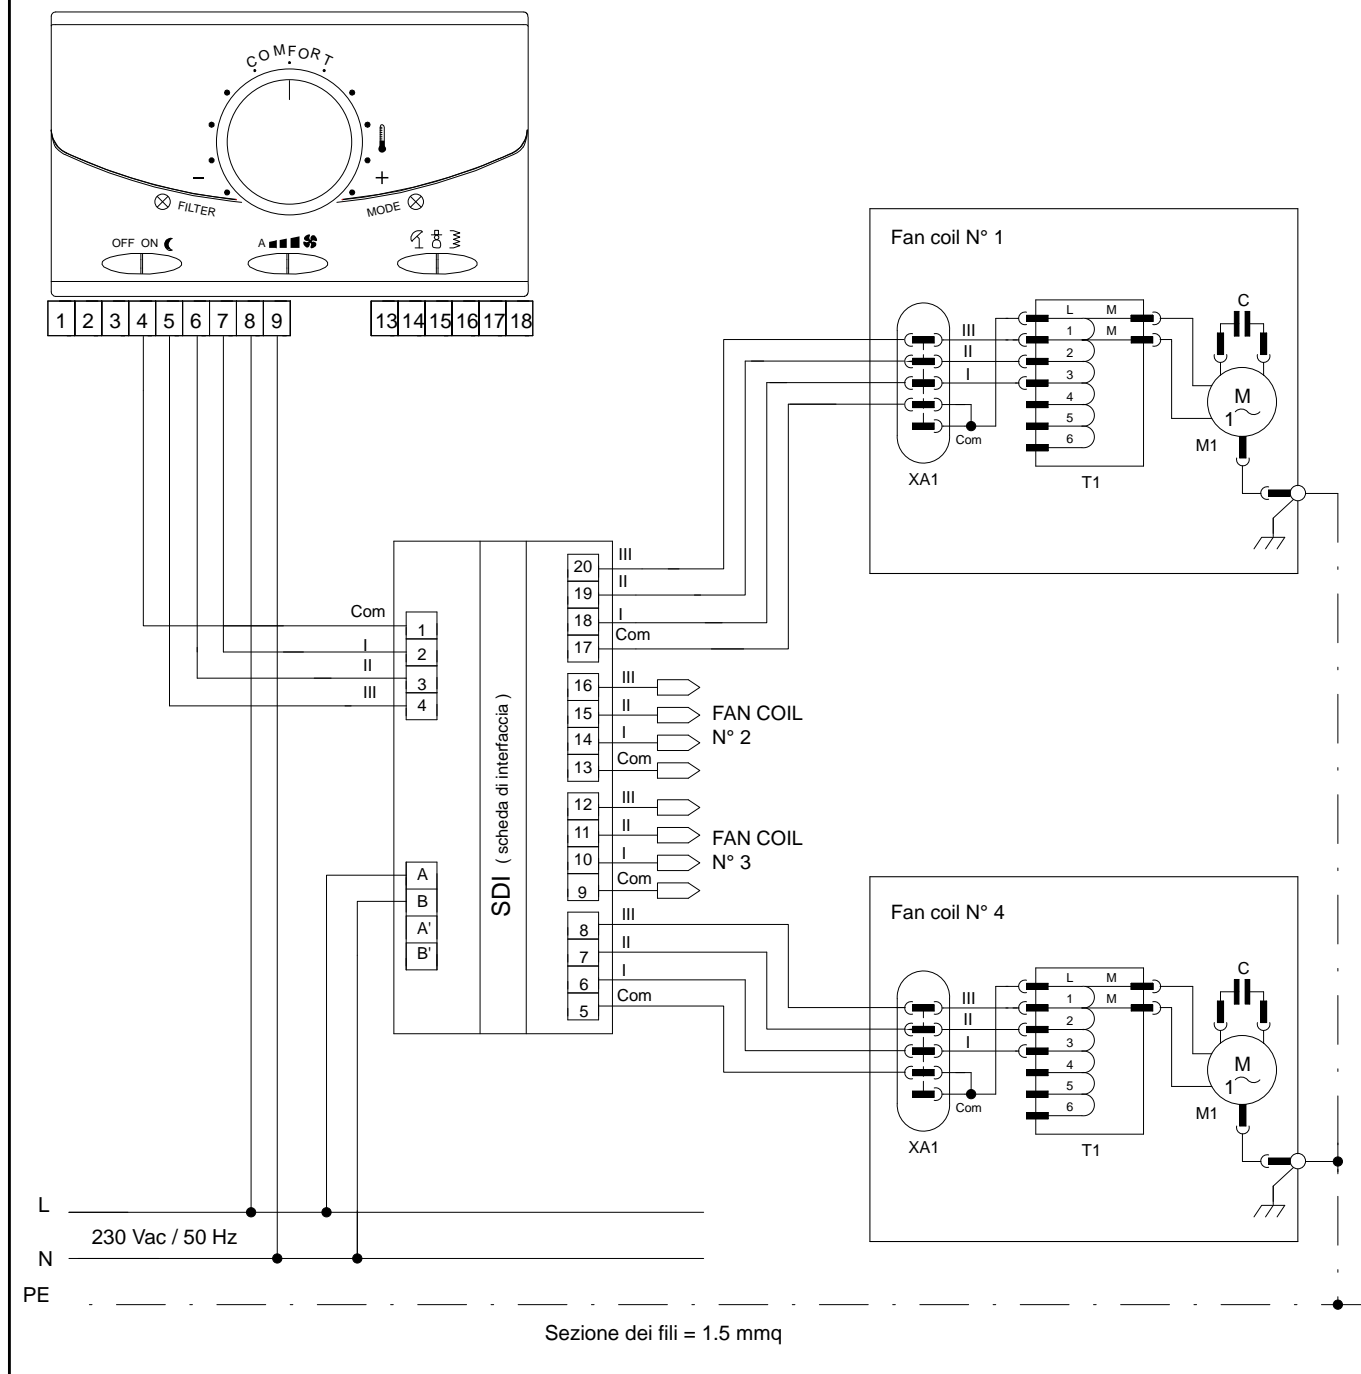 COMFORT
- +
FILTER MODE
OFF ON A
1 2 3 4 5 6 7 8 9 13 14 15 16 17 18
Fan coil N° 1
XA1
III
II
I
Com
L M
1 M
2
3
4
5
6
T1
C
M
1
M1
Com
I
II
III
1
2
3
4
A
B
A'
B'
SDI ( scheda di interfaccia )
20 III
19 II
18 I
17 Com
16 III
15 II
14 I
13 Com
FAN COIL
N° 2
12 III
11 II
10 I
9 Com
FAN COIL
N° 3
8 III
7 II
6 I
5 Com
Fan coil N° 4
XA1
III
II
I
Com
L M
1 M
2
3
4
5
6
T1
C
M
1
M1
L
230 Vac / 50 Hz
N
PE
Sezione dei fili = 1.5 mmq